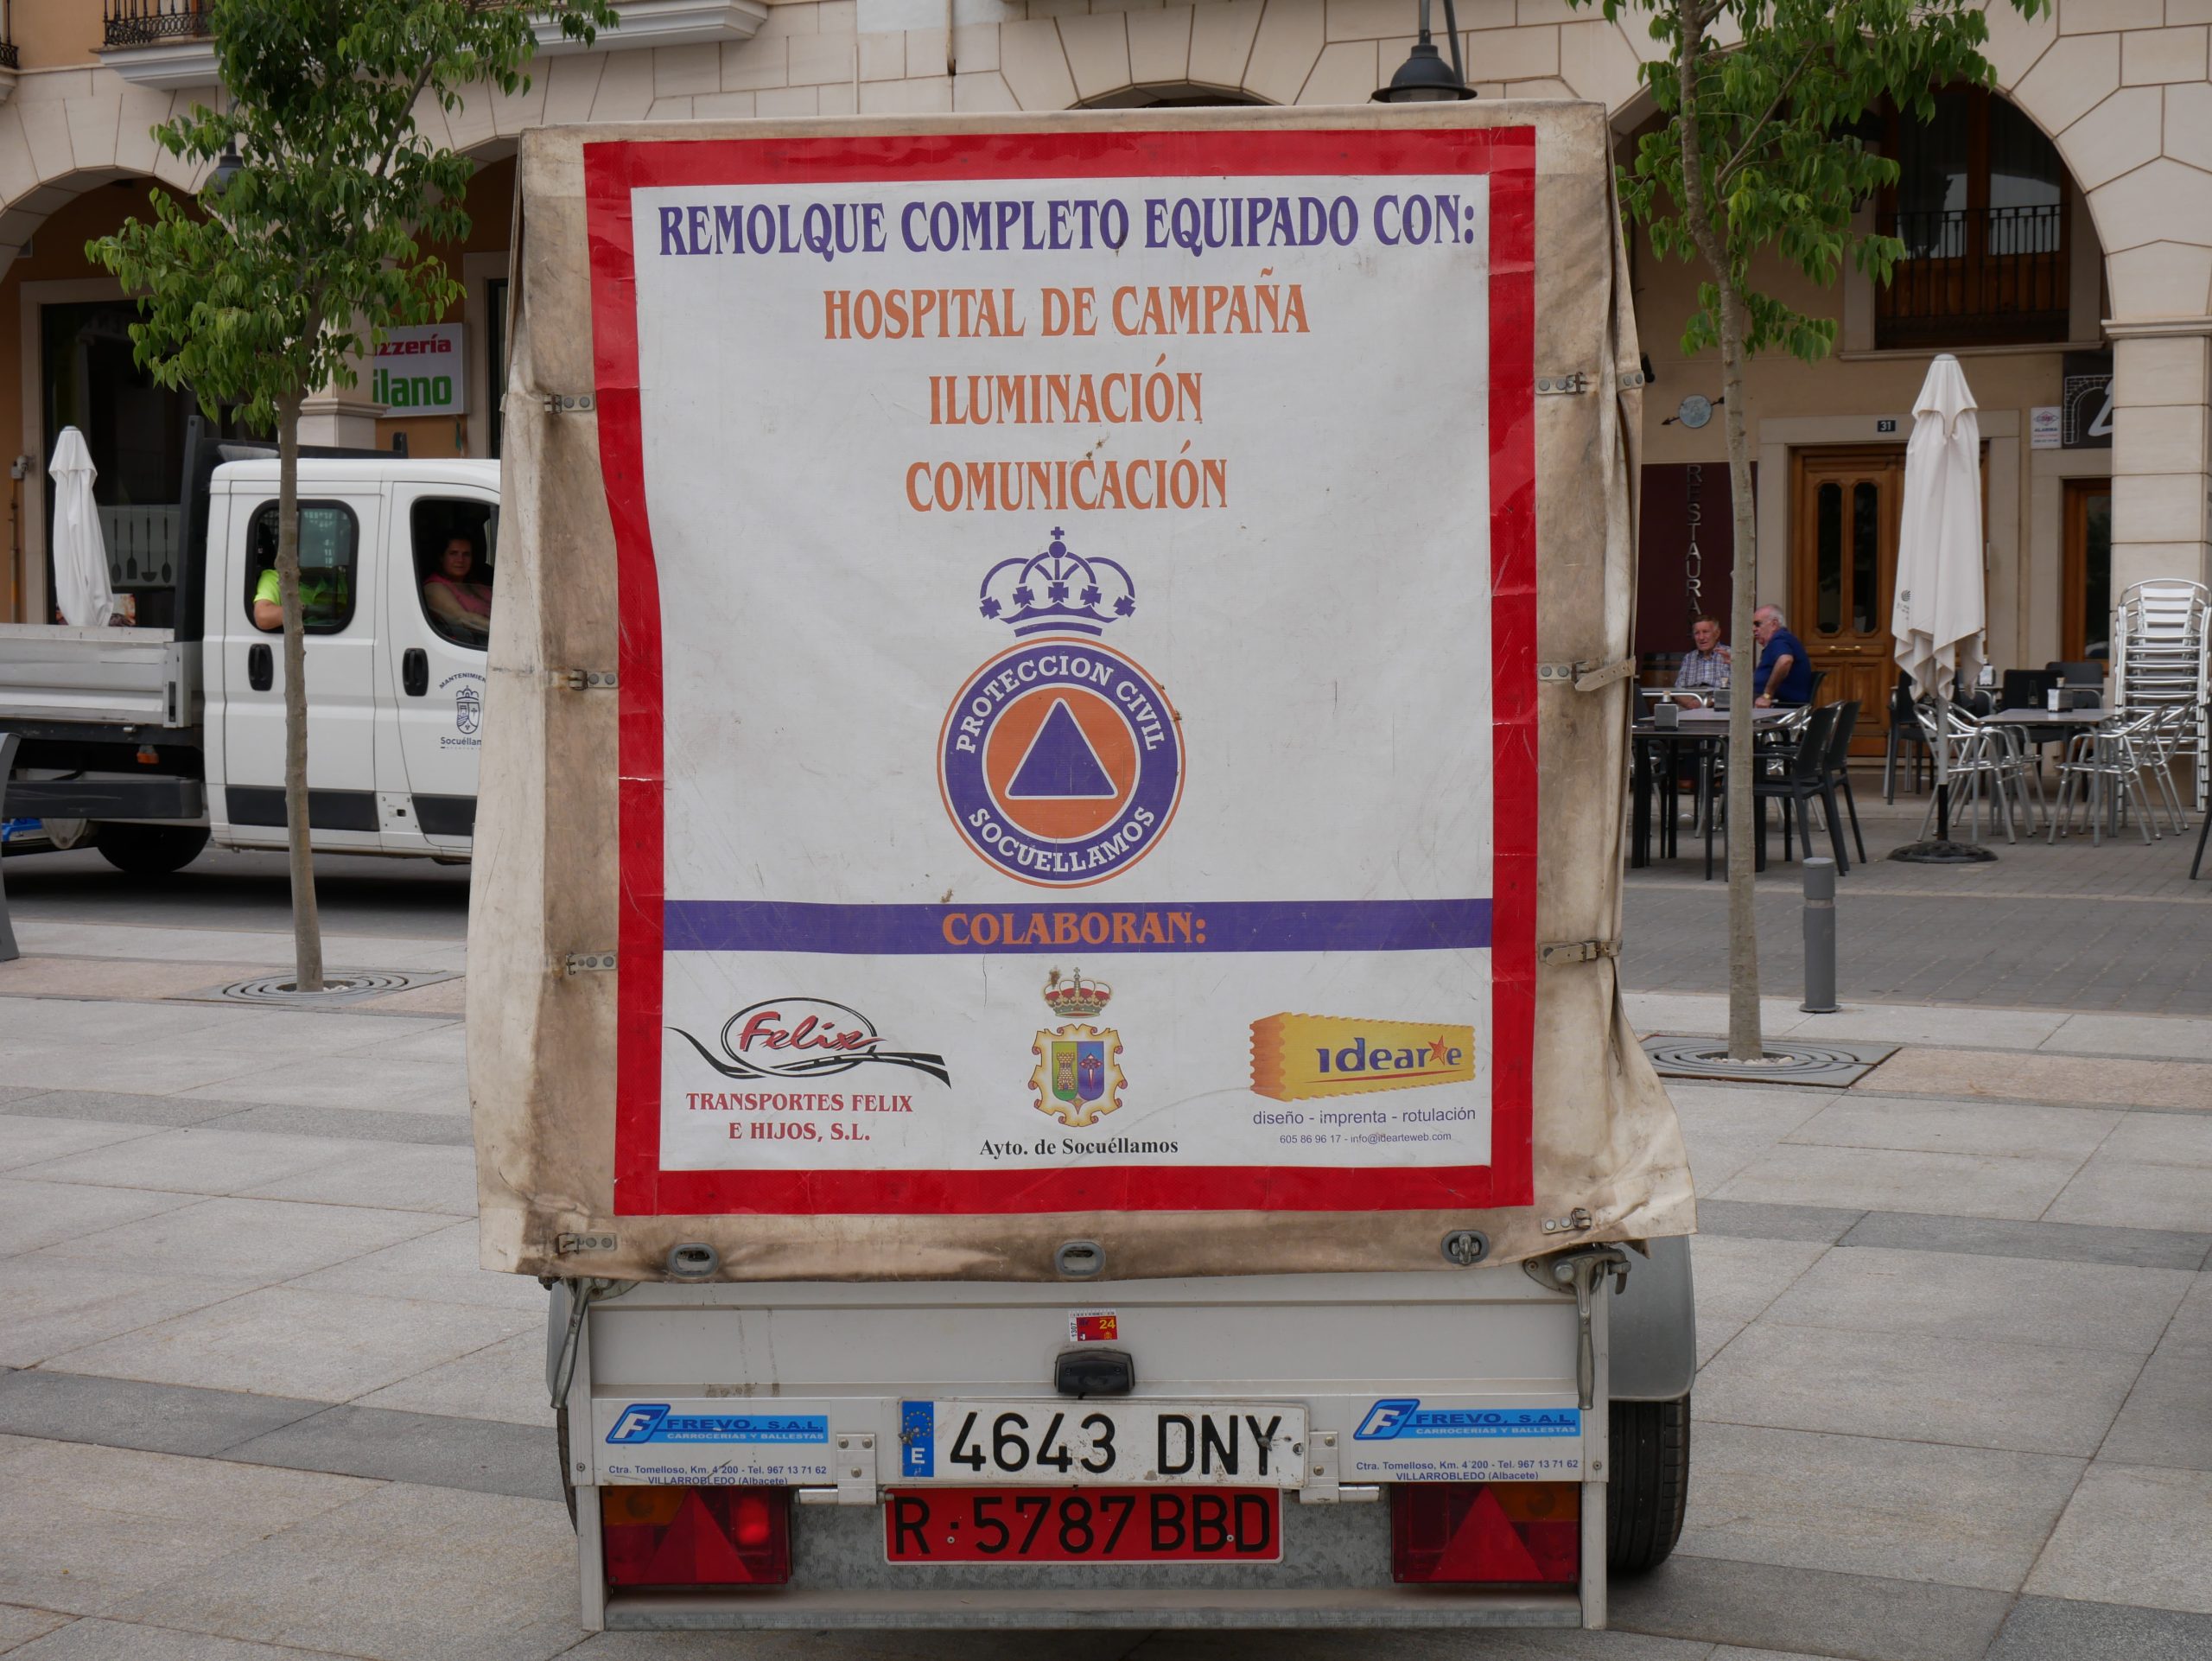 REMOLQUE COMPLETO EQUIPADO CON:
HOSPITAL DE CAMPAÑA
ILUMINACIÓN
COMUNICACIÓN
PROTECCION CIVIL
SOCUELLAMOS
COLABORAN:
Felix
TRANSPORTES FELIX
E HIJOS, S.L.
Ayto. de Socuéllamos
idearte
diseño - imprenta - rotulación
605 86 96 17 - info@idearteweb.com
24
F FREVO, S.A.L.
CARROCERIAS Y BALLESTAS
Ctra. Tomelloso, Km. 4´200 - Tel. 967 13 71 62
VILLARROBLEDO (Albacete)
E 4643 DNY
R·5787 BBD
F FREVO, S.A.L.
CARROCERIAS Y BALLESTAS
Ctra. Tomelloso, Km. 4´200 - Tel. 967 13 71 62
VILLARROBLEDO (Albacete)
zzería
ilano
MANTENIMIE
Socuéllam
31
RESTAURA